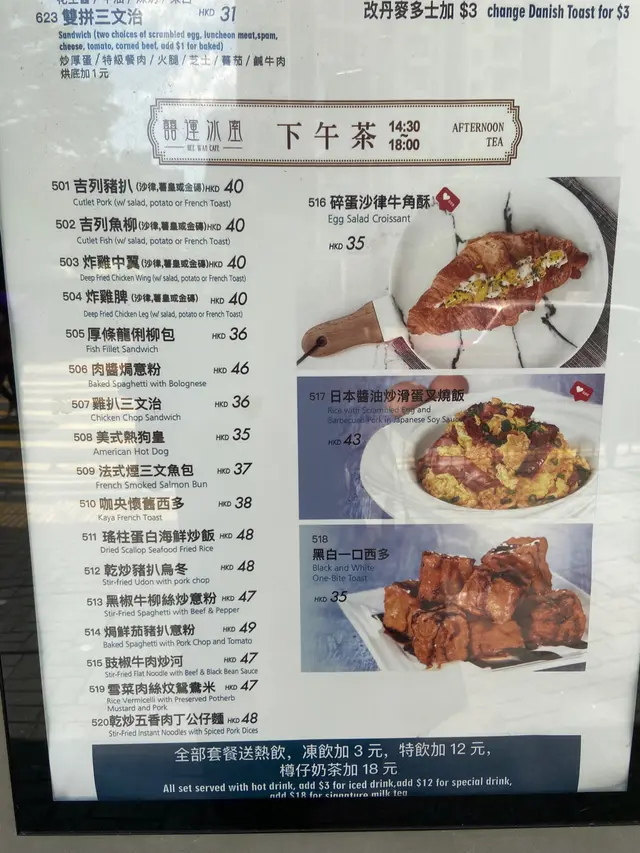 623 雙拼三文治 HKD 31
Sandwich (two choices of scrambled egg, luncheon meat, spam,
cheese, tomato, corned beef, add $1 for baked)
炒厚蛋/特級餐肉/火腿/芝士/蕃茄/鹹牛肉
烘底加1元
改丹麥多士加 $3 change Danish Toast for $3
囍運冰室
HEE WAN CAFE
下午茶
14:30
18:00
AFTERNOON
TEA
501 吉列豬扒 (沙律,薯皇或金磚) HKD 40
Cutlet Pork (w/ salad, potato or French Toast)
502 吉列魚柳 (沙律,薯皇或金磚) HKD 40
Cutlet Fish (w/ salad, potato or French Toast)
503 炸雞中翼 (沙律,薯皇或金磚) HKD 40
Deep Fried Chicken Wing (w/ salad, potato or French Toast)
504 炸雞脾 (沙律,薯皇或金磚) HKD 40
Deep Fried Chicken Leg (w/ salad, potato or French Toast)
505 厚條龍俐柳包 HKD 36
Fish Fillet Sandwich
506 肉醬焗意粉 HKD 46
Baked Spaghetti with Bolognese
507 雞扒三文治 HKD 36
Chicken Chop Sandwich
508 美式熱狗皇 HKD 35
American Hot Dog
509 法式煙三文魚包 HKD 37
French Smoked Salmon Bun
510 咖央懷舊西多 HKD 38
Kaya French Toast
511 瑤柱蛋白海鮮炒飯 HKD 48
Dried Scallop Seafood Fried Rice
512 乾炒豬扒烏冬 HKD 48
Stir-fried Udon with pork chop
513 黑椒牛柳絲炒意粉 HKD 47
Stir-Fried Spaghetti with Beef & Pepper
514 焗鮮茄豬扒意粉 HKD 49
Baked Spaghetti with Pork Chop and Tomato
515 豉椒牛肉炒河 HKD 47
Stir-Fried Flat Noodle with Beef & Black Bean Sauce
519 雪菜肉絲炆鴛鴦米 HKD 47
Rice Vermicelli with Preserved Potherb
Mustard and Pork
520 乾炒五香肉丁公仔麵 HKD 48
Stir-Fried Instant Noodles with Spiced Pork Dices
516 碎蛋沙律牛角酥
Egg Salad Croissant
HKD 35
517 日本醬油炒滑蛋叉燒飯
Rice with Scrambled Egg and
Barbecued Pork in Japanese Soy Sauce
HKD 43
518
黑白一口西多
Black and White
One-Bite Toast
HKD 35
全部套餐送熱飲，凍飲加 3 元，特飲加 12 元，
樽仔奶茶加 18 元
All set served with hot drink, add $3 for iced drink,add $12 for special drink,
add $18 for signature milk tea